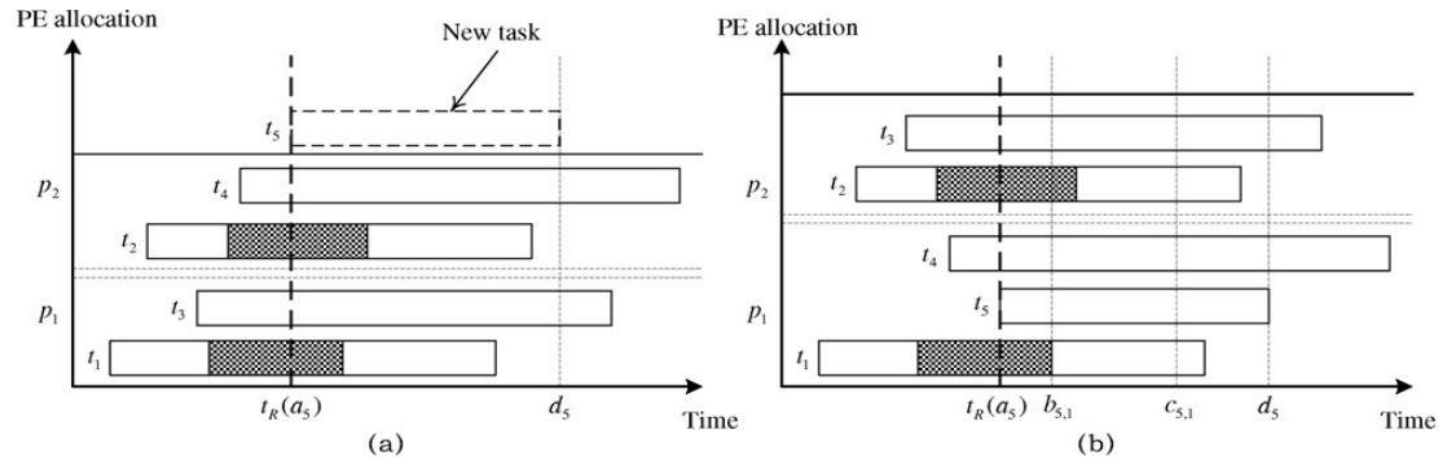 PE allocation
New task
t5
p2
t4
t2
p1
t3
t1
tR(a5)
d5
Time
(a)
PE allocation
t3
p2
t2
t4
p1
t5
t1
tR(a5)
b5,1
c5,1
d5
Time
(b)